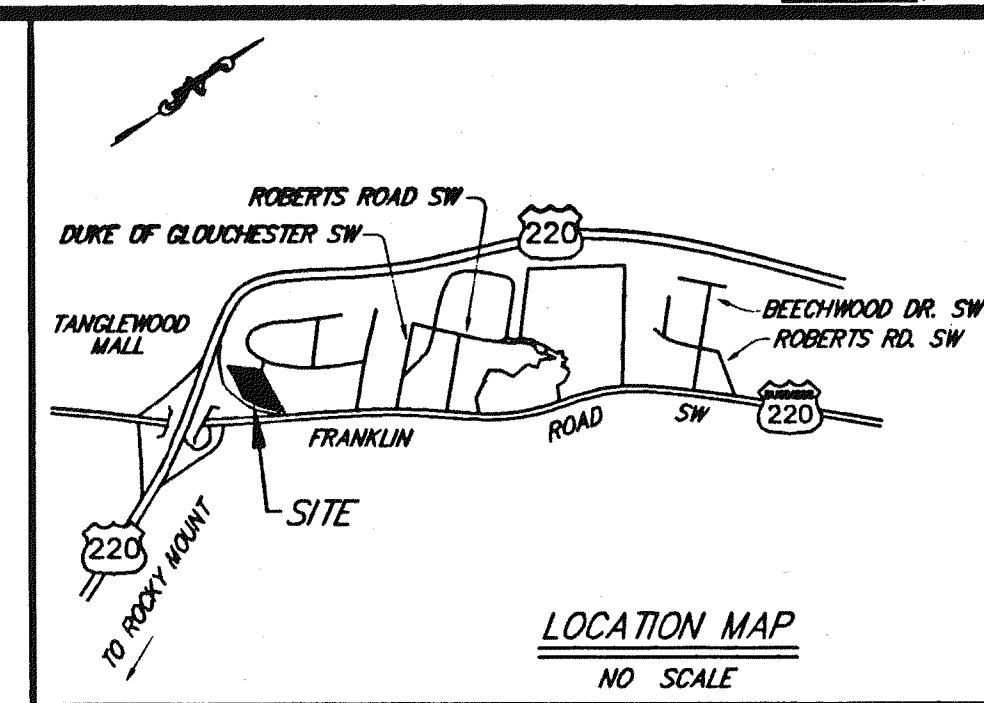 N
ROBERTS ROAD SW
DUKE OF GLOUCHESTER SW
220
TANGLEWOOD
MALL
BEECHWOOD DR. SW
ROBERTS RD. SW
BUSINESS
220
FRANKLIN
ROAD
SW
SITE
220
TO ROCKY MOUNT
LOCATION MAP
NO SCALE